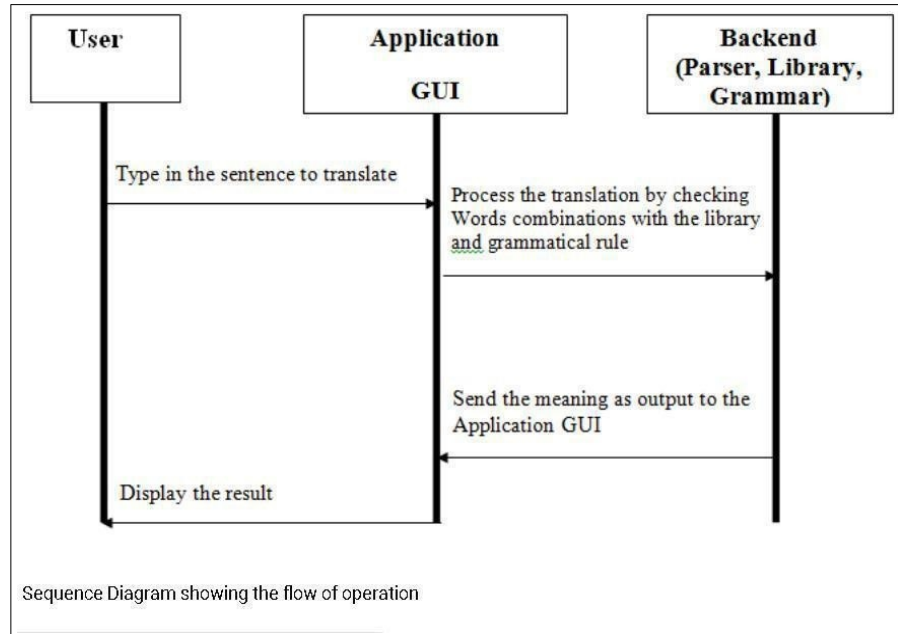 User
Application
GUI
Backend
(Parser, Library,
Grammar)
Type in the sentence to translate
Process the translation by checking
Words combinations with the library
and grammatical rule
Send the meaning as output to the
Application GUI
Display the result
Sequence Diagram showing the flow of operation